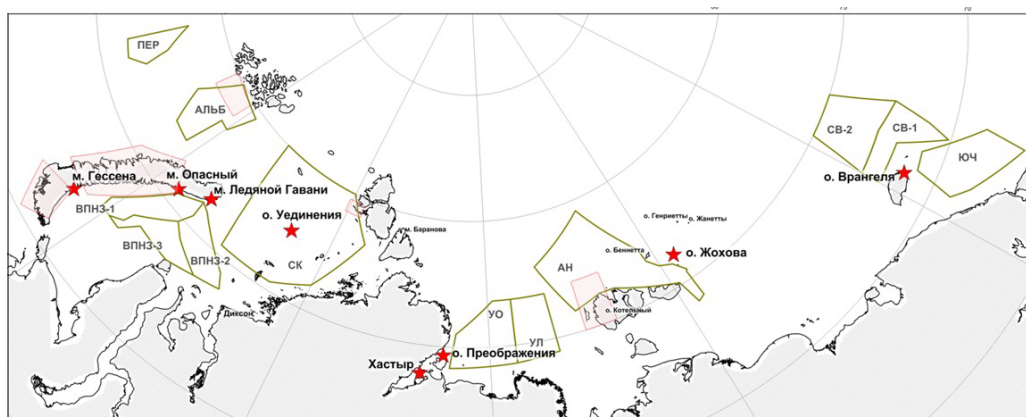 ПЕР
АЛЬБ
СВ-2
СВ-1
ЮЧ
м. Гессена
м. Опасный
м. Ледяной Гавани
о. Врангеля
ВПНЗ-1
о. Уединения
о. Генриетты
о. Жанетты
м. Баранова
ВПНЗ-3
ВПНЗ-2
СК
о. Беннетта
о. Жохова
АН
Диксон
УО
о. Котельный
УЛ
о. Преображения
Хастыр